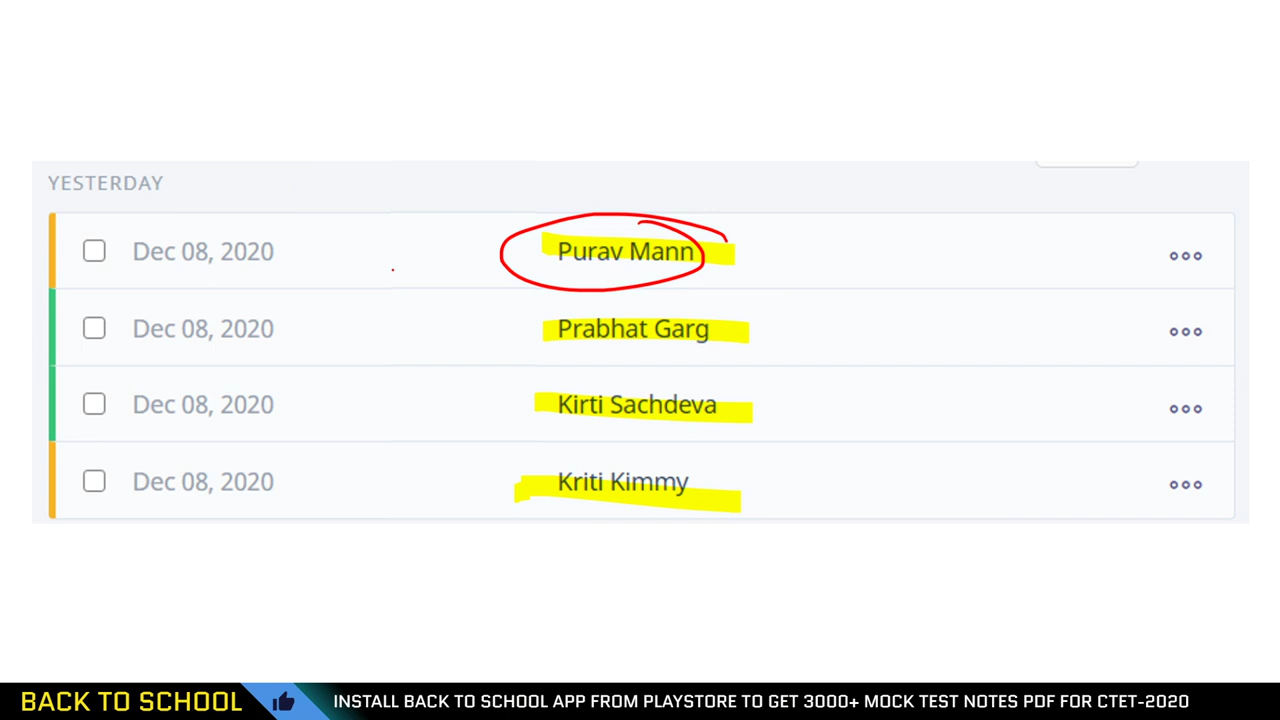 YESTERDAY
Dec 08, 2020 Purav Mann
Dec 08, 2020 Prabhat Garg
Dec 08, 2020 Kirti Sachdeva
Dec 08, 2020 Kriti Kimmy
BACK TO SCHOOL INSTALL BACK TO SCHOOL APP FROM PLAYSTORE TO GET 3000+ MOCK TEST NOTES PDF FOR CTET-2020